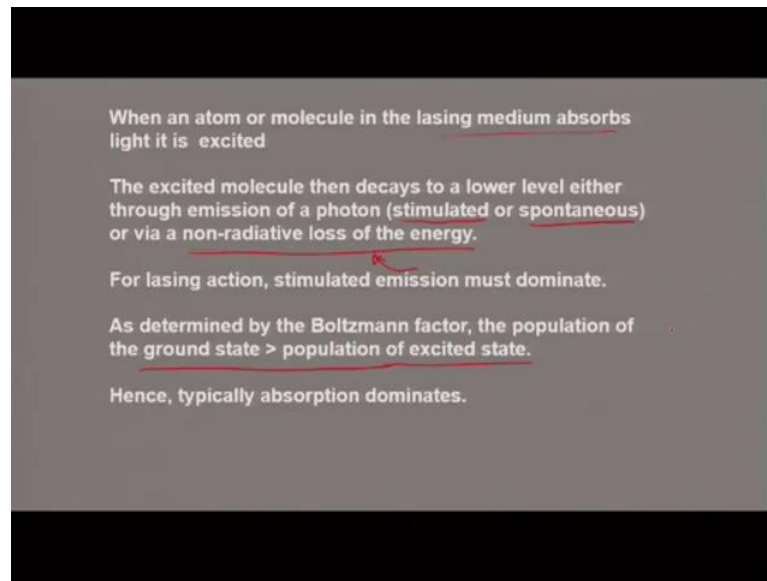 When an atom or molecule in the lasing medium absorbs
light it is excited
The excited molecule then decays to a lower level either
through emission of a photon (stimulated or spontaneous)
or via a non-radiative loss of the energy.
For lasing action, stimulated emission must dominate.
As determined by the Boltzmann factor, the population of
the ground state > population of excited state.
Hence, typically absorption dominates.